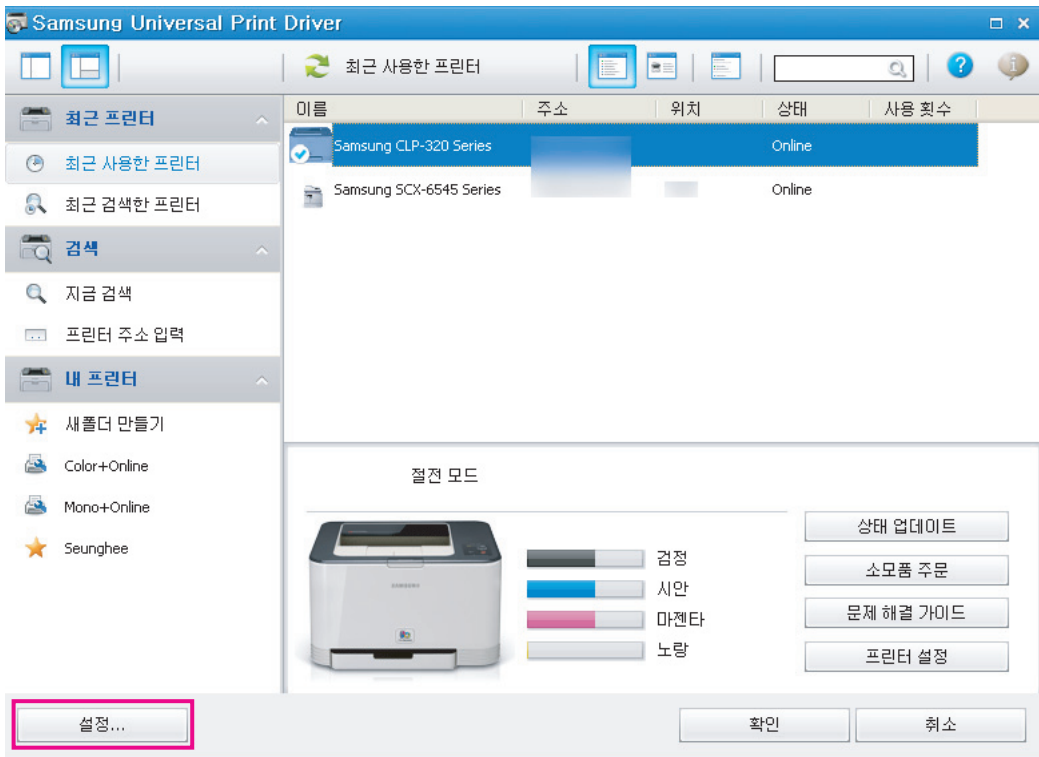 Samsung Universal Print Driver
최근 사용한 프린터
최근 프린터
최근 사용한 프린터
최근 검색한 프린터
검색
지금 검색
프린터 주소 입력
내 프린터
새폴더 만들기
Color+Online
Mono+Online
Seunghee
이름 주소 위치 상태 사용 횟수
Samsung CLP-320 Series Online
Samsung SCX-6545 Series Online
절전 모드
SAMSUNG
검정
시안
마젠타
노랑
상태 업데이트
소모품 주문
문제 해결 가이드
프린터 설정
설정...
확인
취소